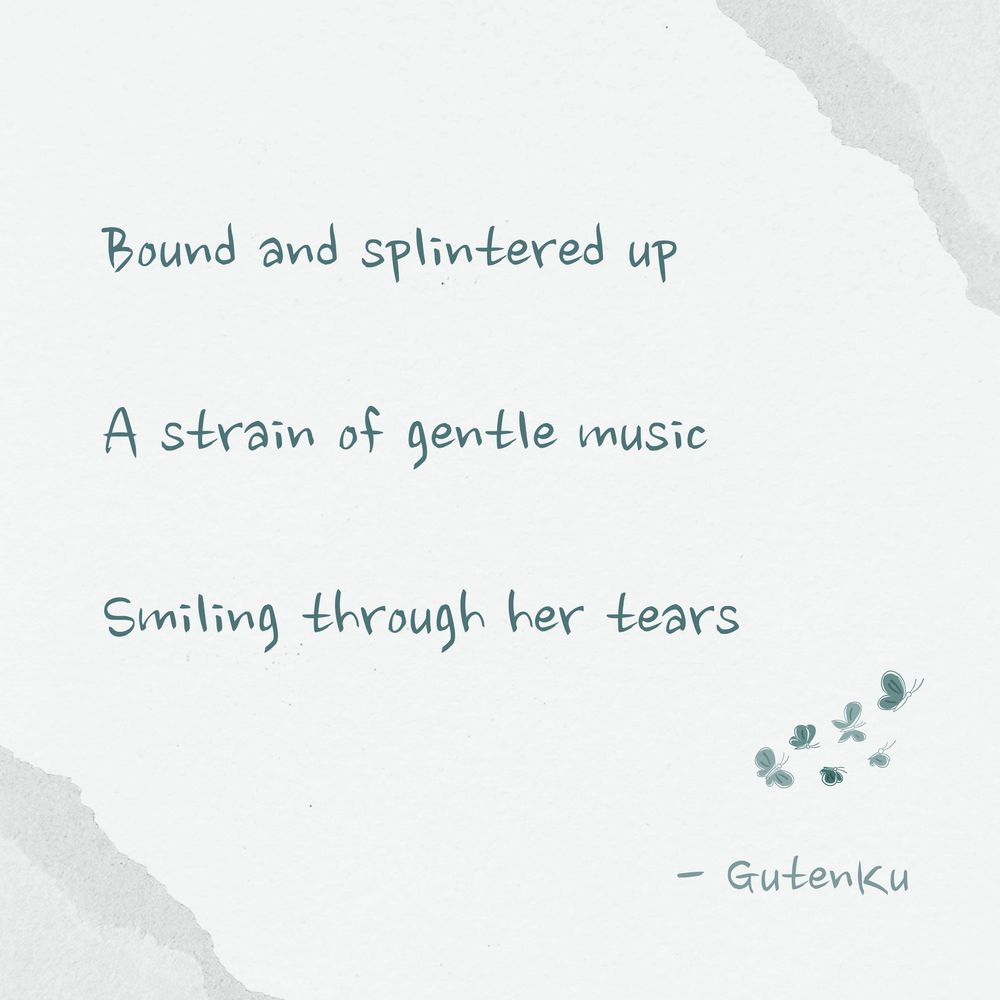 Bound and splintered up
A strain of gentle music
Smiling through her tears
- GutenKu